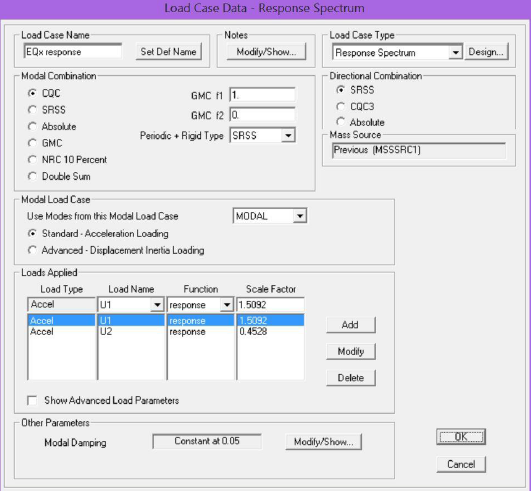 Load Case Data - Response Spectrum
Load Case Name
EQx response
Set Def Name
Notes
Modify/Show...
Load Case Type
Response Spectrum
Design...
Modal Combination
CQC
SRSS
Absolute
GMC
NRC 10 Percent
Double Sum
GMC f1
1.
GMC f2
0.
Periodic + Rigid Type
SRSS
Directional Combination
SRSS
CQC3
Absolute
Mass Source
Previous (MSSSRC1)
Modal Load Case
Use Modes from this Modal Load Case
MODAL
Standard - Acceleration Loading
Advanced - Displacement Inertia Loading
Loads Applied
Load Type Load Name Function Scale Factor
Accel U1 response 1.5092
Accel U1 response 1.5092
Accel U2 response 0.4528
Add
Modify
Delete
Show Advanced Load Parameters
Other Parameters
Modal Damping
Constant at 0.05
Modify/Show...
OK
Cancel